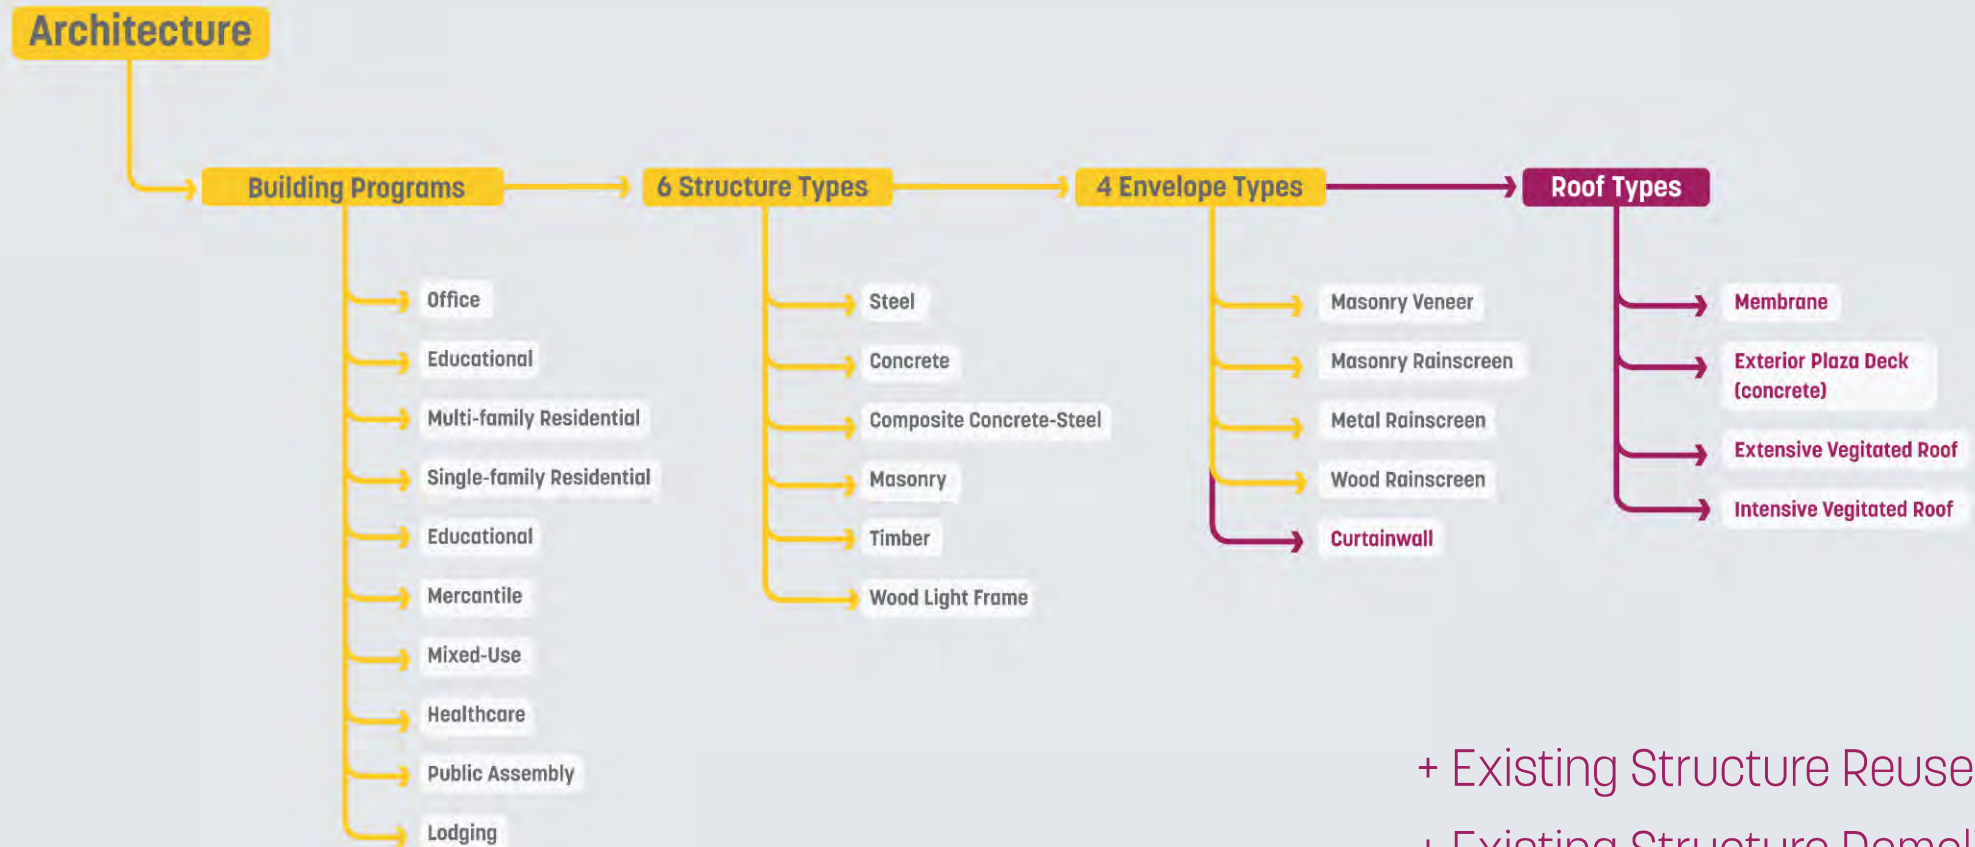 Architecture
Building Programs
6 Structure Types
4 Envelope Types
Roof Types
Office
Educational
Multi-family Residential
Single-family Residential
Educational
Mercantile
Mixed-Use
Healthcare
Public Assembly
Lodging
Steel
Concrete
Composite Concrete-Steel
Masonry
Timber
Wood Light Frame
Masonry Veneer
Masonry Rainscreen
Metal Rainscreen
Wood Rainscreen
Curtainwall
Membrane
Exterior Plaza Deck
(concrete)
Extensive Vegitated Roof
Intensive Vegitated Roof
+ Existing Structure Reuse
+ Existing Structure